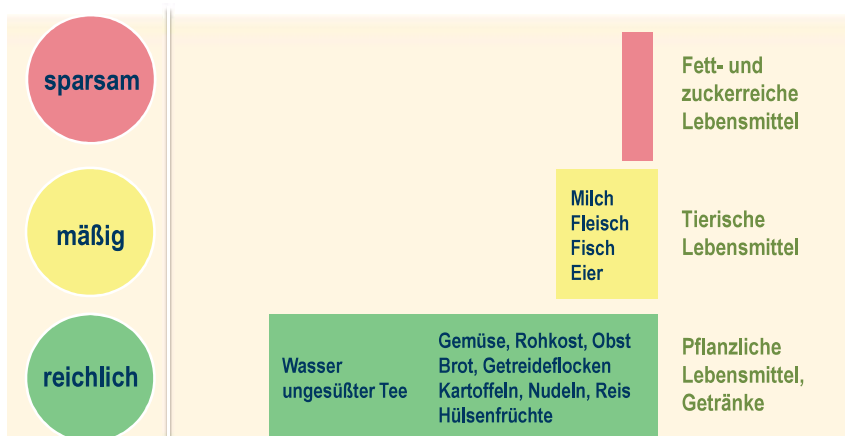 sparsam
Fett- und
zuckerreiche
Lebensmittel
mäßig
Milch
Fleisch
Fisch
Eier
Tierische
Lebensmittel
reichlich
Wasser
ungesüßter Tee
Gemüse, Rohkost, Obst
Brot, Getreideflocken
Kartoffeln, Nudeln, Reis
Hülsenfrüchte
Pflanzliche
Lebensmittel,
Getränke